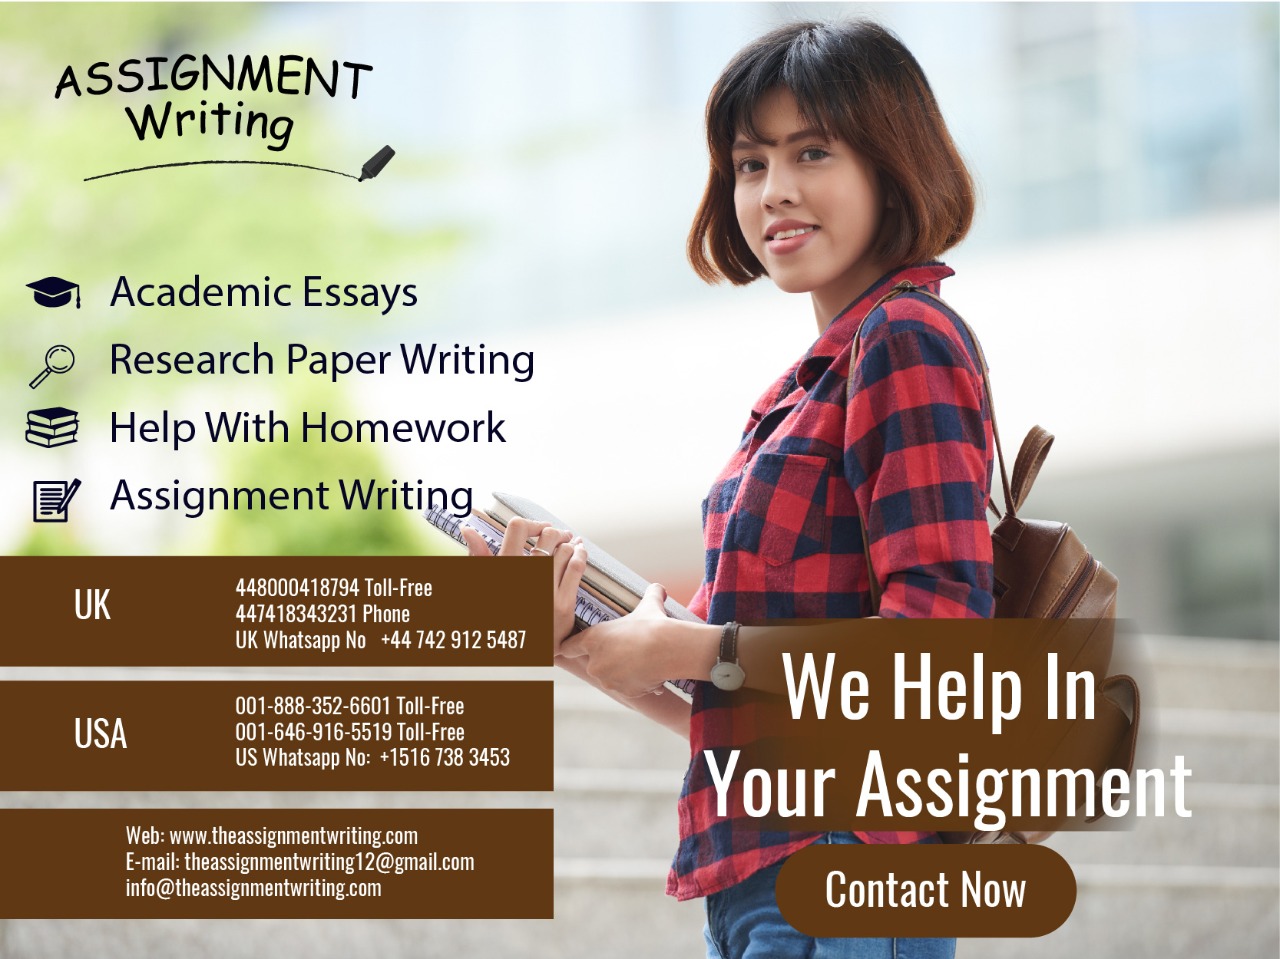 ASSIGNMENT
Writing
Academic Essays
Research Paper Writing
Help With Homework
Assignment Writing
UK
448000418794 Toll-Free
447418343231 Phone
UK Whatsapp No +44 742 912 5487
USA
001-888-352-6601 Toll-Free
001-646-916-5519 Toll-Free
US Whatsapp No: +1516 738 3453
Web: www.theassignmentwriting.com
E-mail: theassignmentwriting12@gmail.com
info@theassignmentwriting.com
We Help In
Your Assignment
Contact Now